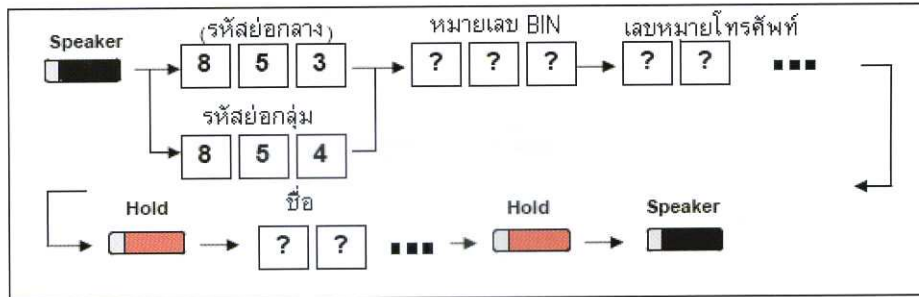 Speaker
(รหัสย่อกลาง)
8 5 3
หมายเลข BIN
? ? ?
เลขหมายโทรศัพท์
? ?
รหัสย่อกลุ่ม
8 5 4
Hold
ชื่อ
? ?
Hold
Speaker